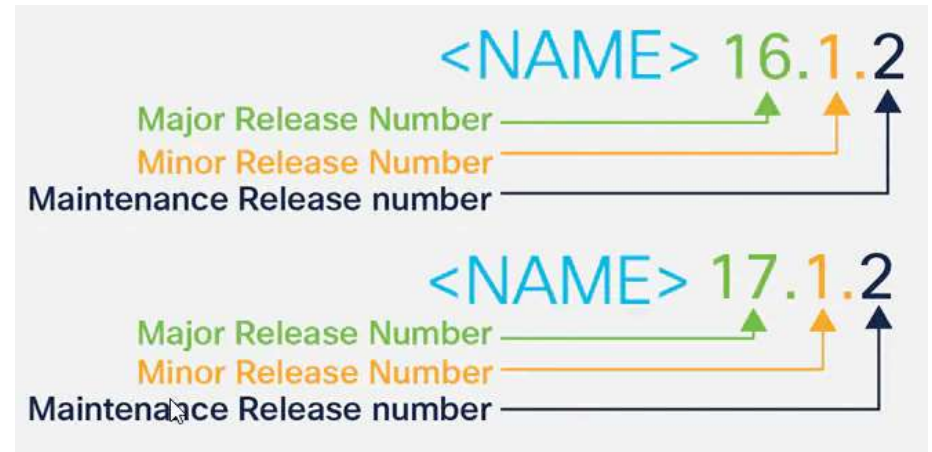 <NAME> 16.1.2
Major Release Number
Minor Release Number
Maintenance Release number
<NAME> 17.1.2
Major Release Number
Minor Release Number
Maintenance Release number